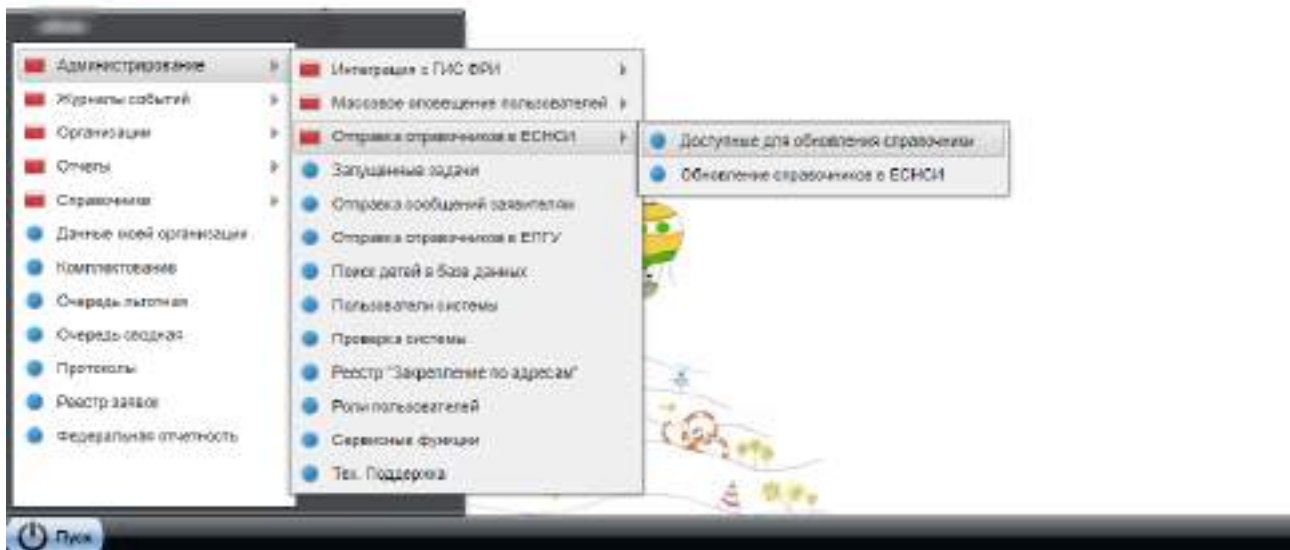 Администрирование
Журналы событий
Организации
Отчеты
Справочники
Данные моей организации
Комплектование
Очередь льготная
Очередь сводная
Протоколы
Реестр заявок
Федеральная отчетность
Интеграция с ГИС ФРИ
Массовое оповещение пользователей
Отправка справочников в ЕСНСИ
Запущенные задачи
Отправка сообщений заявителям
Отправка справочников в ЕПГУ
Поиск детей в базе данных
Пользователи системы
Проверка системы
Реестр "Закрепление по адресам"
Роли пользователей
Сервисные функции
Тех. Поддержка
Доступные для обновления справочники
Обновление справочников в ЕСНСИ
Пуск